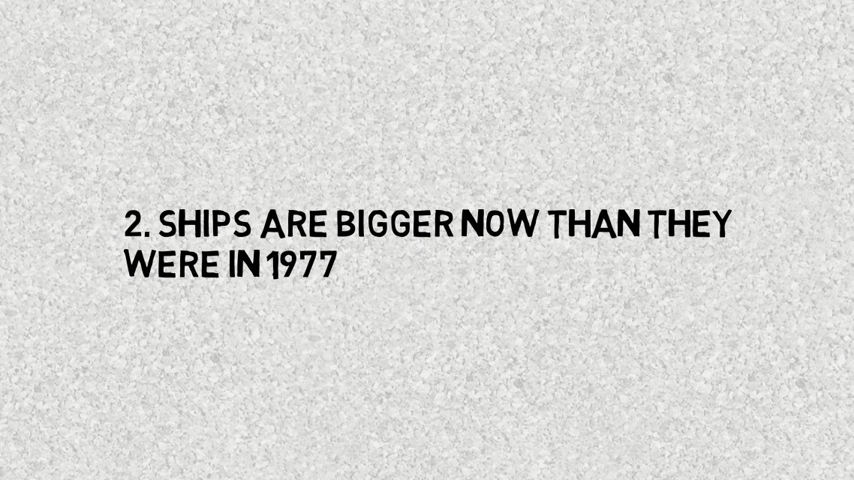 2. SHIPS ARE BIGGER NOW THAN THEY
WERE IN 1977